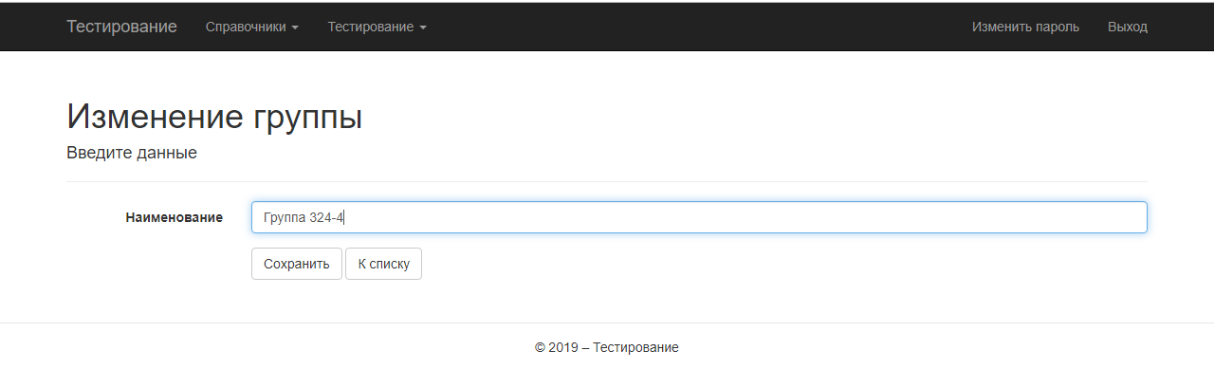 Тестирование Справочники Тестирование Изменить пароль Выход
Изменение группы
Введите данные
Наименование Группа 324-4
Сохранить К списку
© 2019 – Тестирование